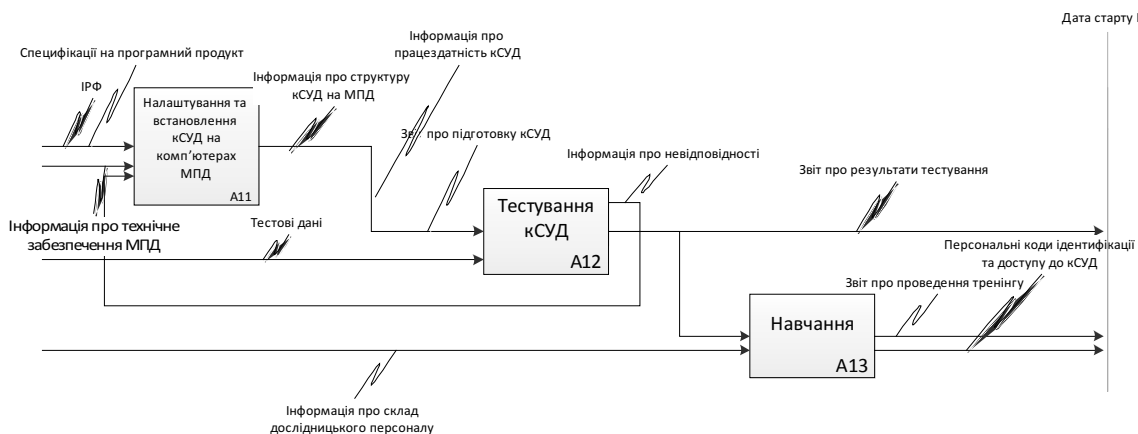 Дата старту
Специфікації на програмний продукт
ІРФ
Налаштування та
встановлення
кСУД на
комп’ютерах
МПД
А11
Інформація про структуру
кСУД на МПД
Інформація про
працездатність кСУД
Звіт про підготовку кСУД
Інформація про невідповідності
Звіт про результати тестування
Інформація про технічне
забезпечення МПД
Тестові дані
Тестування
кСУД
А12
Персональні коди ідентифікації
та доступу до кСУД
Звіт про проведення тренінгу
Навчання
А13
Інформація про склад
дослідницького персоналу